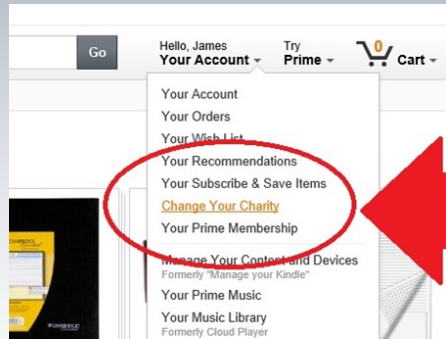 Go
Hello, James
Your Account
Try
Prime
0
Cart
Your Account
Your Orders
Your Wish List
Your Recommendations
Your Subscribe & Save Items
Change Your Charity
Your Prime Membership
Manage Your Content and Devices
Formerly "Manage your Kindle"
Your Prime Music
Your Music Library
Formerly Cloud Player
CAMBRIDGE